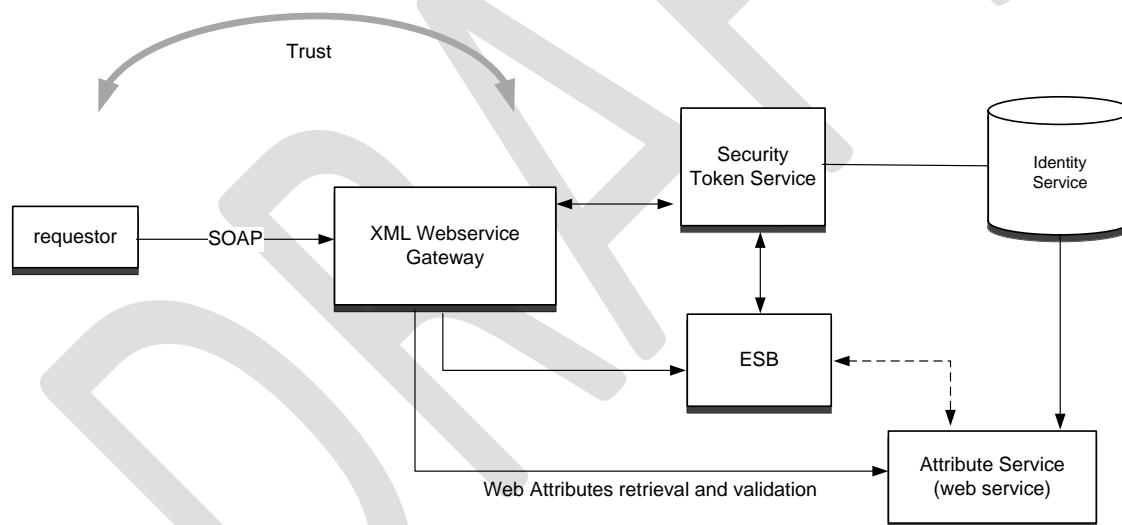 Trust
Security
Token Service
Identity
Service
requestor
SOAP
XML Webservice
Gateway
ESB
Attribute Service
(web service)
Web Attributes retrieval and validation
DRAFT